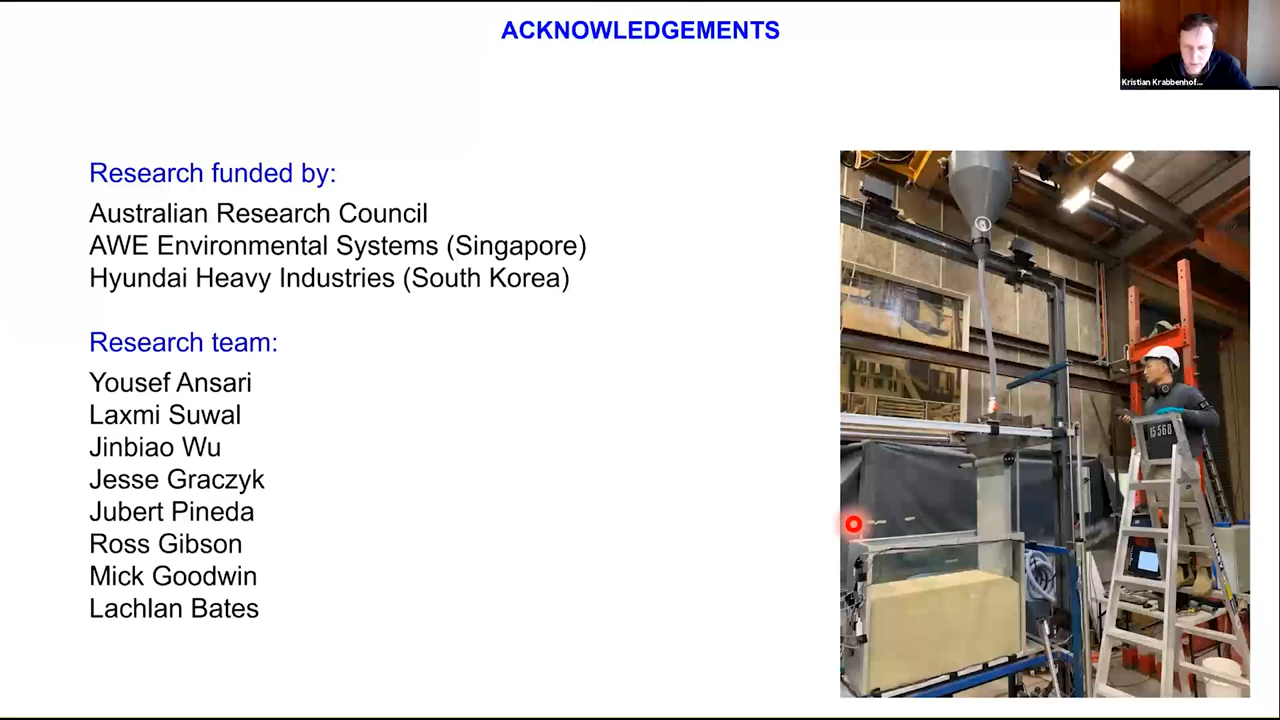 ACKNOWLEDGEMENTS
Kristian Krabbenhof...
Research funded by:
Australian Research Council
AWE Environmental Systems (Singapore)
Hyundai Heavy Industries (South Korea)
Research team:
Yousef Ansari
Laxmi Suwal
Jinbiao Wu
Jesse Graczyk
Jubert Pineda
Ross Gibson
Mick Goodwin
Lachlan Bates
15568